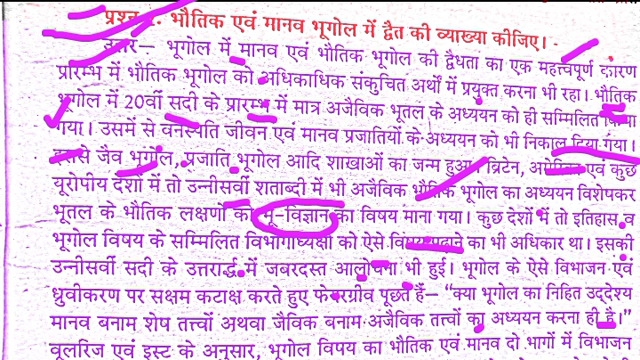 प्रश्न 2. भौतिक एवं मानव भूगोल में द्वैत की व्याख्या कीजिए।
उत्तर— भूगोल में मानव एवं भौतिक भूगोल की द्वैधता का एक महत्त्वपूर्ण कारण
प्रारम्भ में भौतिक भूगोल को अधिकाधिक संकुचित अर्थों में प्रयुक्त करना भी रहा। भौतिक
भूगोल में 20वीं सदी के प्रारम्भ में मात्र अजैविक भूतल के अध्ययन को ही सम्मिलित किया
गया। उसमें से वनस्पति जीवन एवं मानव प्रजातियों के अध्ययन को भी निकाल दिया गया।
इससे जैव भूगोल, प्रजाति भूगोल आदि शाखाओं का जन्म हुआ। ब्रिटेन, अमेरिका एवं कुछ
यूरोपीय देशों में तो उन्नीसवीं शताब्दी में भी अजैविक भौतिक भूगोल का अध्ययन विशेषकर
भूतल के भौतिक लक्षणों को भू-विज्ञान का विषय माना गया। कुछ देशों में तो इतिहास व
भूगोल विषय के सम्मिलित विभागाध्यक्षों को ऐसे विषय पढ़ाने का भी अधिकार था। इसकी
उन्नीसवीं सदी के उत्तरार्द्ध में जबरदस्त आलोचना भी हुई। भूगोल के ऐसे विभाजन एवं
ध्रुवीकरण पर सक्षम कटाक्ष करते हुए फेयरग्रीव पूछते हैं— “क्या भूगोल का निहित उद्देश्य
मानव बनाम शेष तत्त्वों अथवा जैविक बनाम अजैविक तत्त्वों का अध्ययन करना ही है।”
वूलरिज एवं इस्ट के अनुसार, भूगोल विषय का भौतिक एवं मानव दो भागों में विभाजन